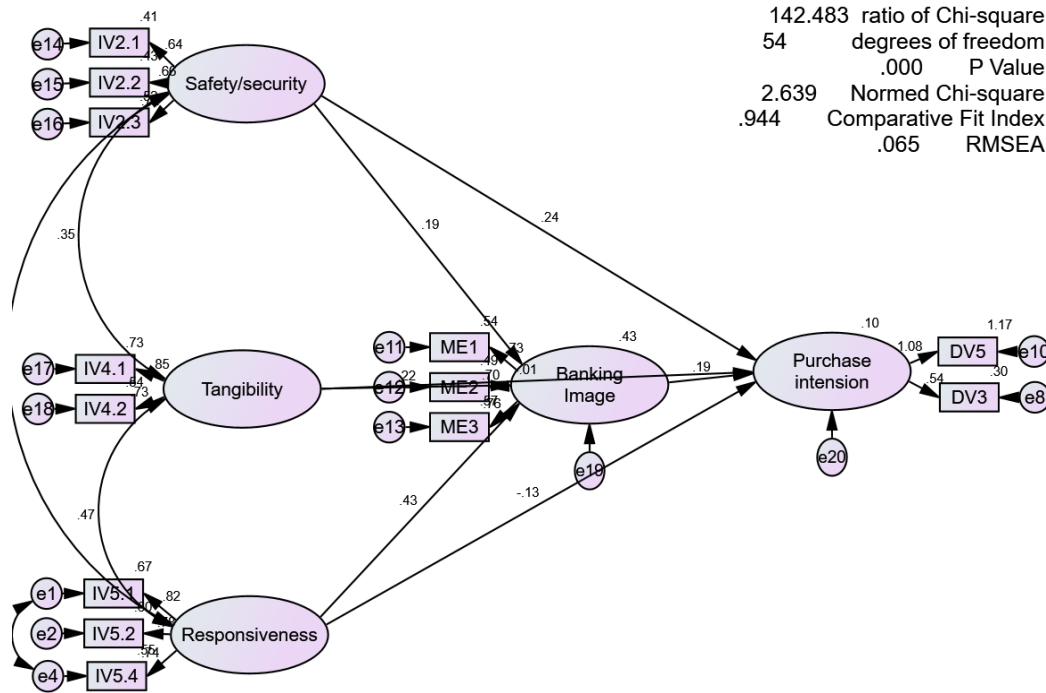 142.483 ratio of Chi-square
54 degrees of freedom
.000 P Value
2.639 Normed Chi-square
.944 Comparative Fit Index
.065 RMSEA
.41
e14 IV2.1 .64
e15 IV2.2 .66
e16 IV2.3
Safety/security
.24
.19
.35
.73
e17 IV4.1 .85
e18 IV4.2 .73
Tangibility
.54
e11 ME1 .73
e12 .22 ME2 .70 .01
e13 ME3
.43
Banking
Image
.19
e19
.10
Purchase
intension
e20
1.17
1.08 DV5 e10
.30
.54 DV3 e8
.43
-.13
.47
.67
e1 IV5.1 .82
e2 IV5.2
e4 IV5.4
Responsiveness